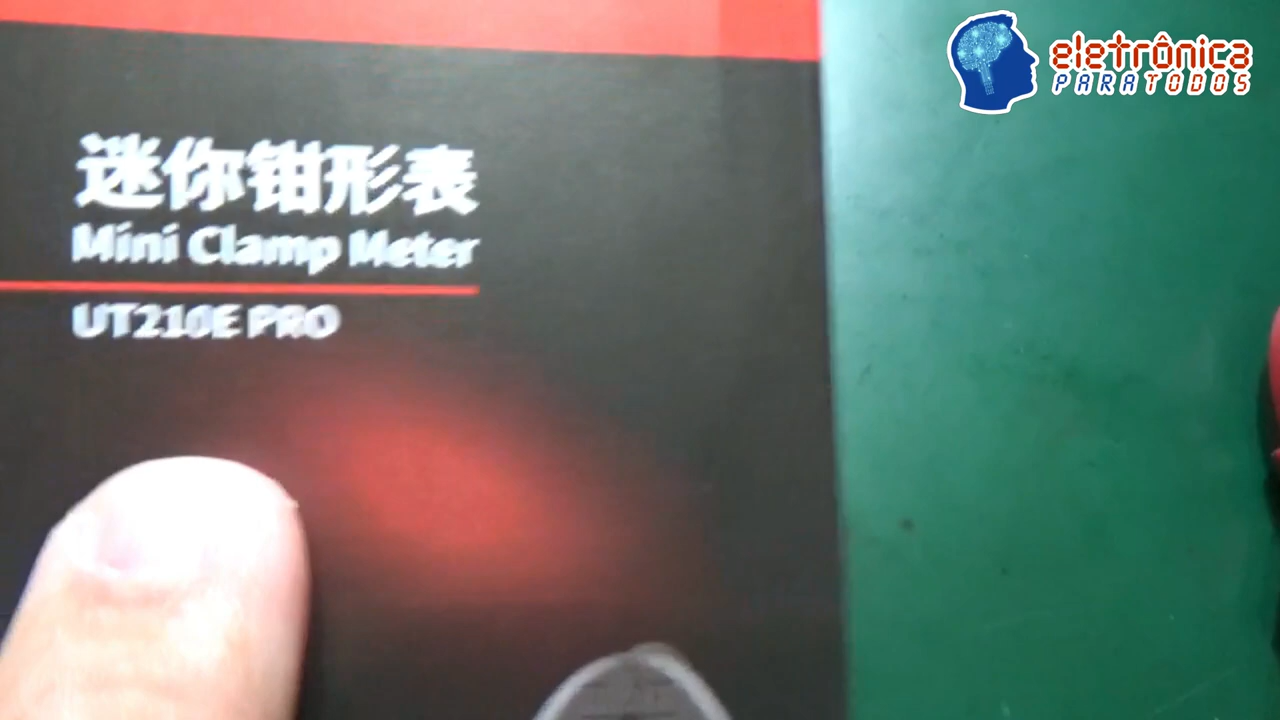 eletrônica
PARATODOS
迷你钳形表
Mini Clamp Meter
UT210E PRO